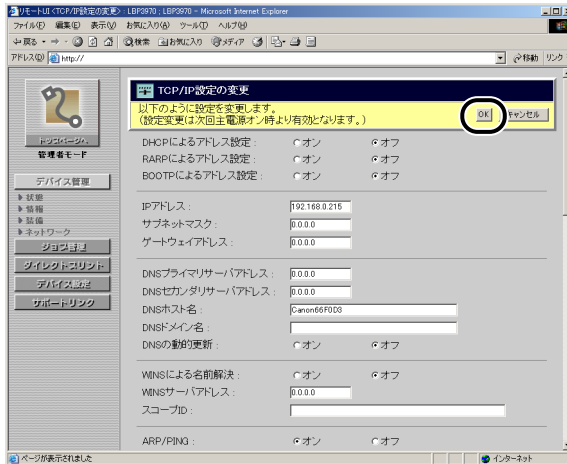 リモートUI <TCP/IP設定の変更> : LBP3970 ; LBP3970 - Microsoft Internet Explorer
ファイル(F) 編集(E) 表示(V) お気に入り(A) ツール(T) ヘルプ(H)
戻る 検索 お気に入り メディア
アドレス(D) http:// 移動 リンク
TCP/IP設定の変更
以下のように設定を変更します。
(設定変更は次回主電源オン時より有効となります。)
OK キャンセル
トップページへ
管理者モード
デバイス管理
状態
情報
装備
ネットワーク
ジョブ管理
ダイレクトプリント
デバイス設定
サポートリンク
DHCPによるアドレス設定 : オン オフ
RARPによるアドレス設定 : オン オフ
BOOTPによるアドレス設定 : オン オフ
IPアドレス : 192.168.0.215
サブネットマスク : 0.0.0.0
ゲートウェイアドレス : 0.0.0.0
DNSプライマリサーバアドレス : 0.0.0.0
DNSセカンダリサーバアドレス : 0.0.0.0
DNSホスト名 : Canon66F0D3
DNSドメイン名 :
DNSの動的更新 : オン オフ
WINSによる名前解決 : オン オフ
WINSサーバアドレス : 0.0.0.0
スコープID :
ARP/PING : オン オフ
ページが表示されました インターネット